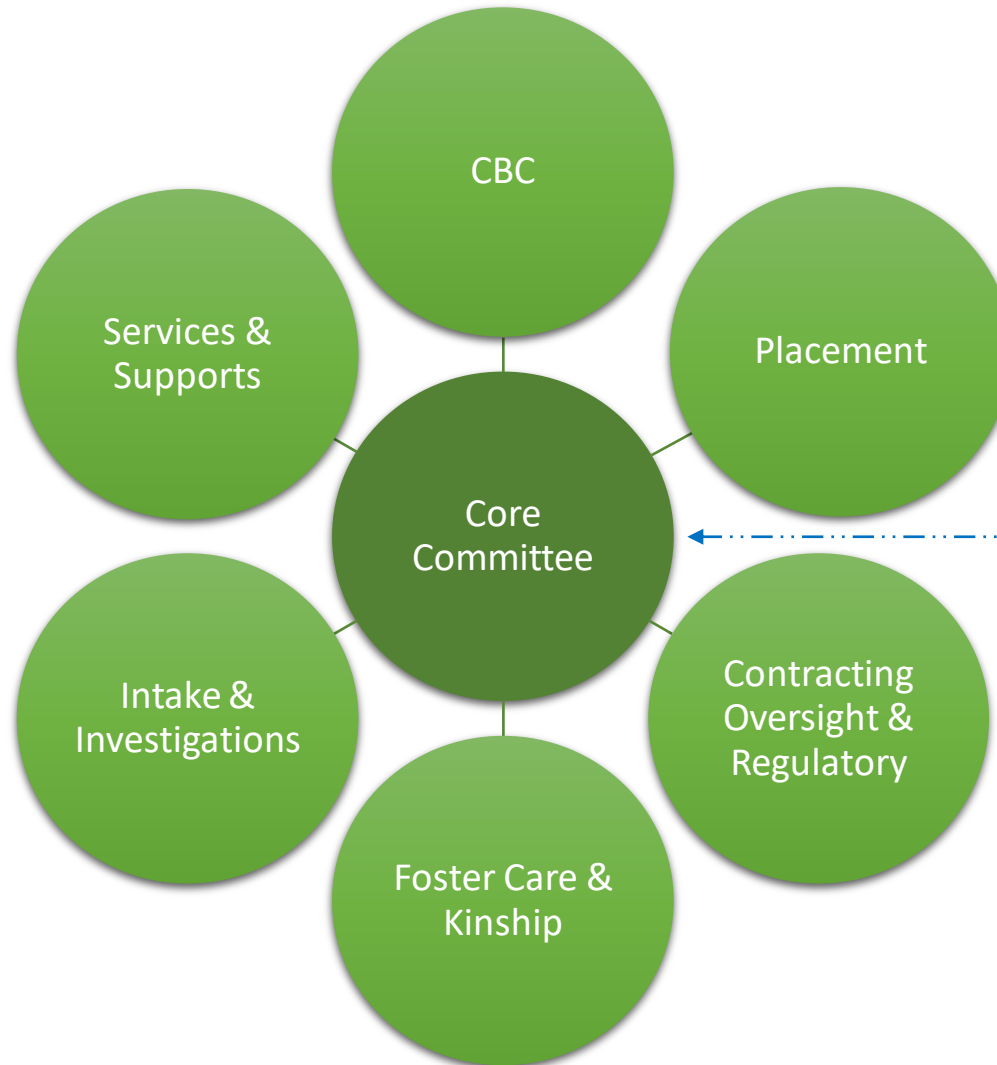 CBC
Services &
Supports
Placement
Core
Committee
Intake &
Investigations
Contracting
Oversight &
Regulatory
Foster Care &
Kinship